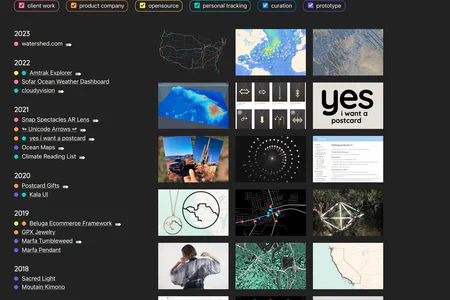 client work
product company
opensource
personal tracking
curation
prototype
2023
watershed.com
2022
Amtrak Explorer
Sofar Ocean Weather Dashboard
cloudyvision
2021
Snap Spectacles AR Lens
Unicode Arrows
yes i want a postcard
Ocean Maps
Climate Reading List
2020
Postcard Gifts
Kala UI
2019
Beluga Ecommerce Framework
GPX Jewelry
Marfa Tumbleweed
Marfa Pendant
2018
Sacred Light
Moutain Kimono
yes
i want a
postcard